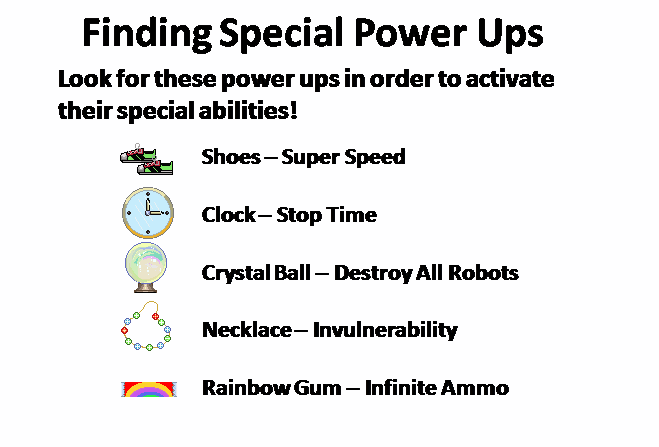 Finding Special Power Ups
Look for these power ups in order to activate
their special abilities!
Shoes – Super Speed
Clock – Stop Time
Crystal Ball – Destroy All Robots
Necklace – Invulnerability
Rainbow Gum – Infinite Ammo